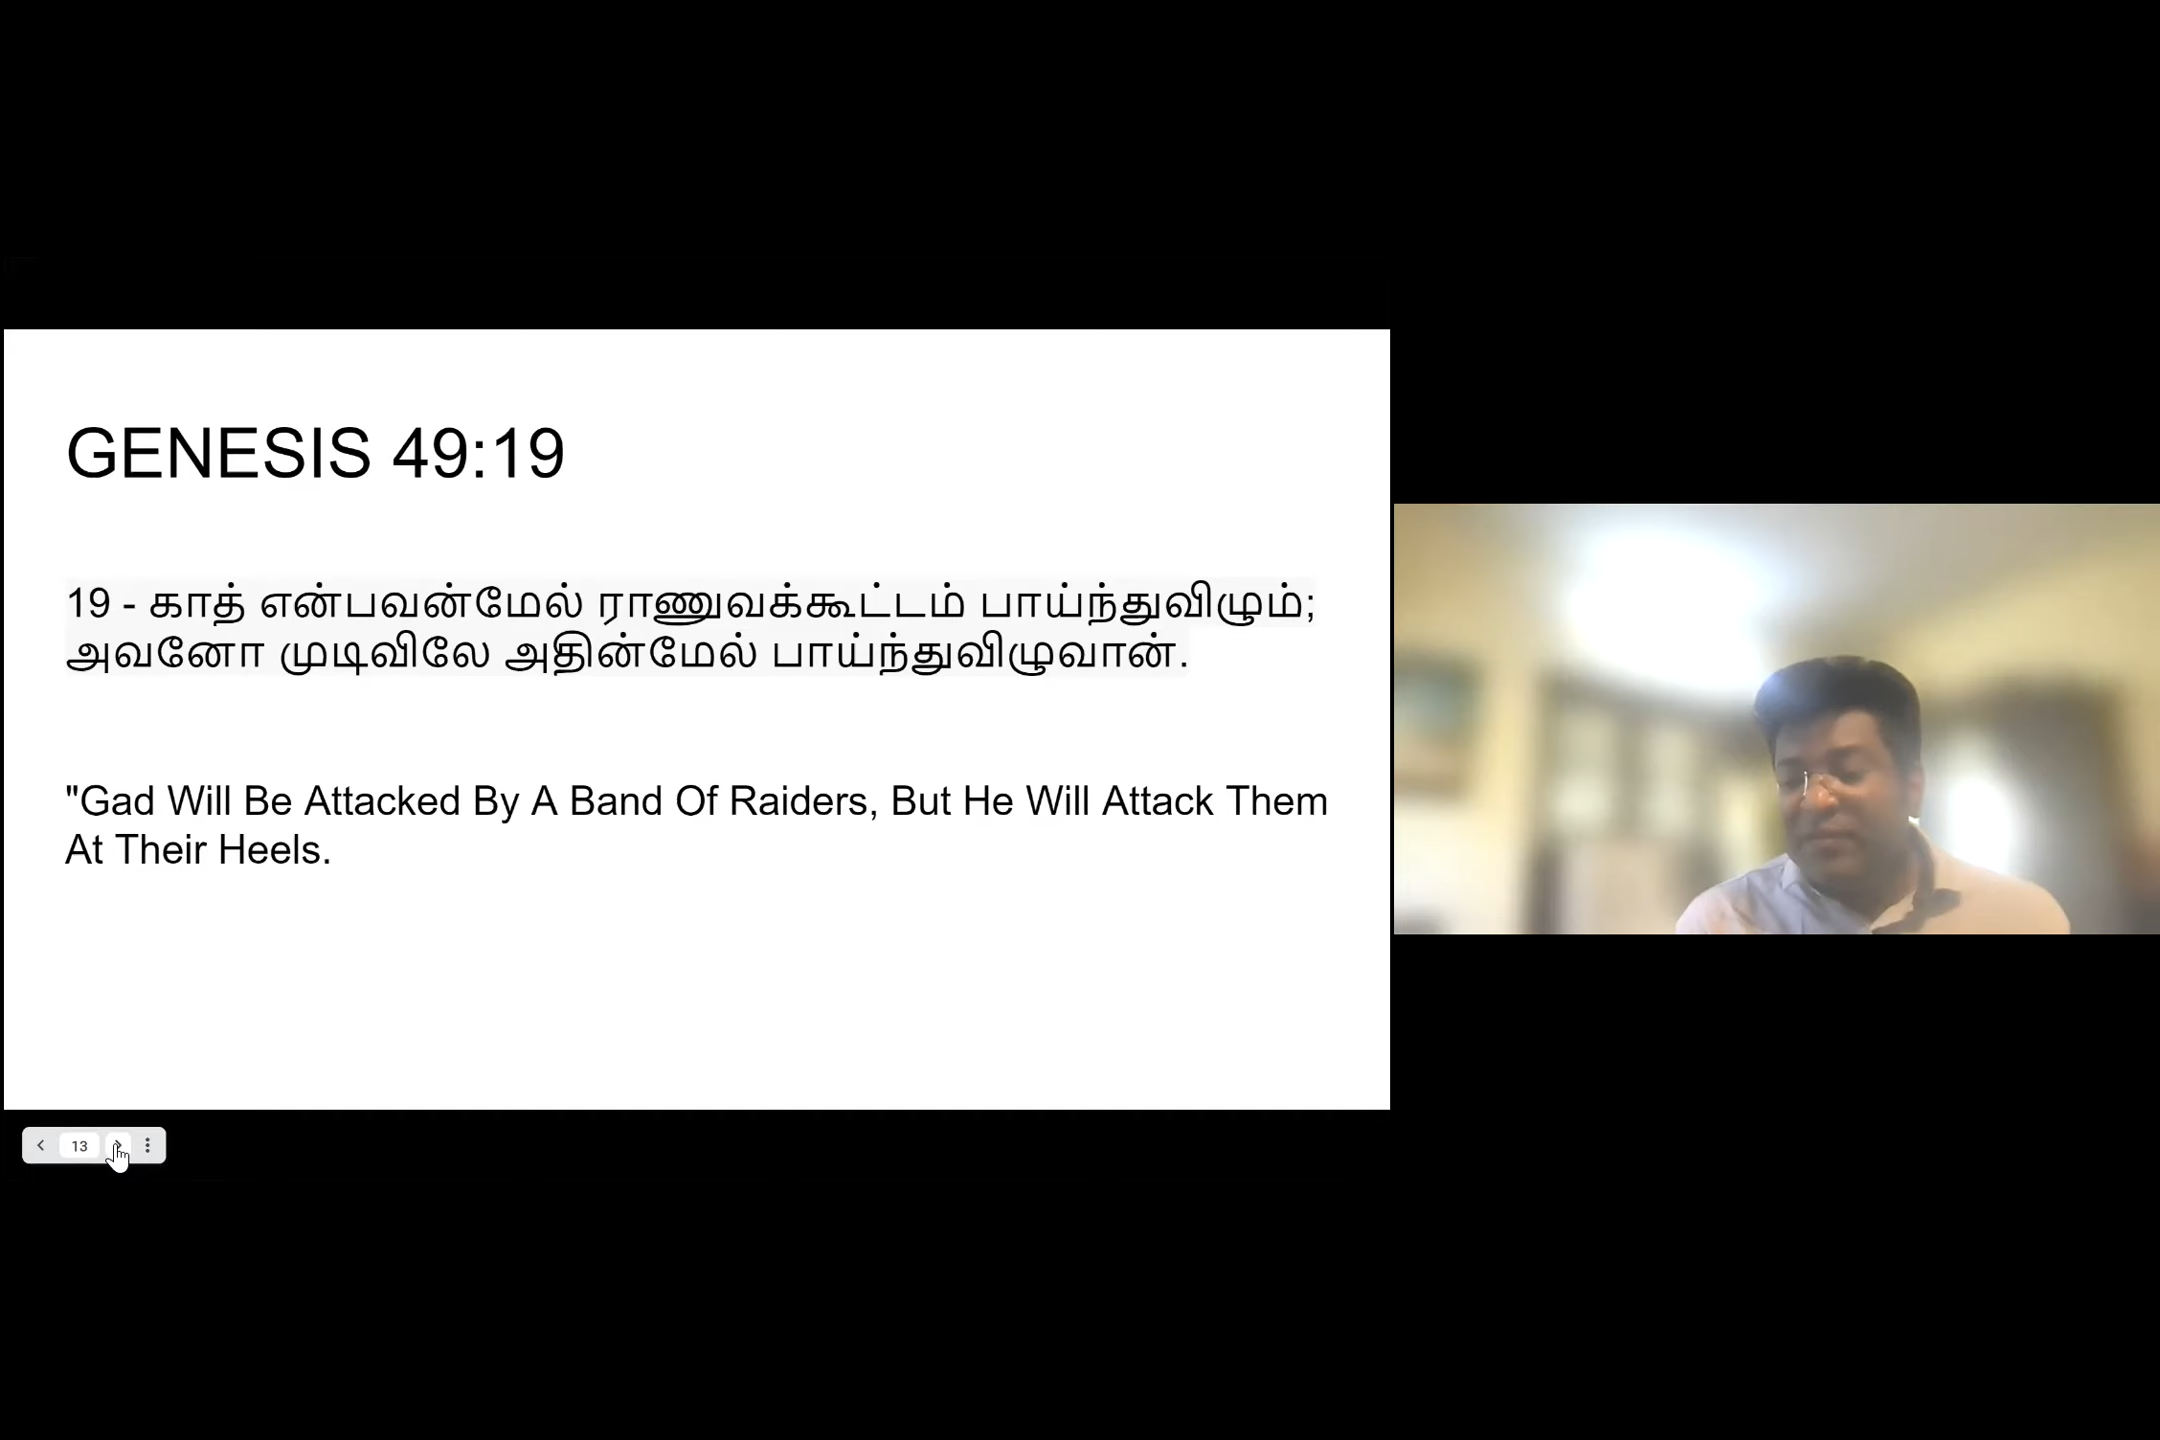 GENESIS 49:19
19 - காத் என்பவன்மேல் ராணுவக்கூட்டம் பாய்ந்துவிழும்;
அவனோ முடிவிலே அதின்மேல் பாய்ந்துவிழுவான்.
"Gad Will Be Attacked By A Band Of Raiders, But He Will Attack Them
At Their Heels.
13